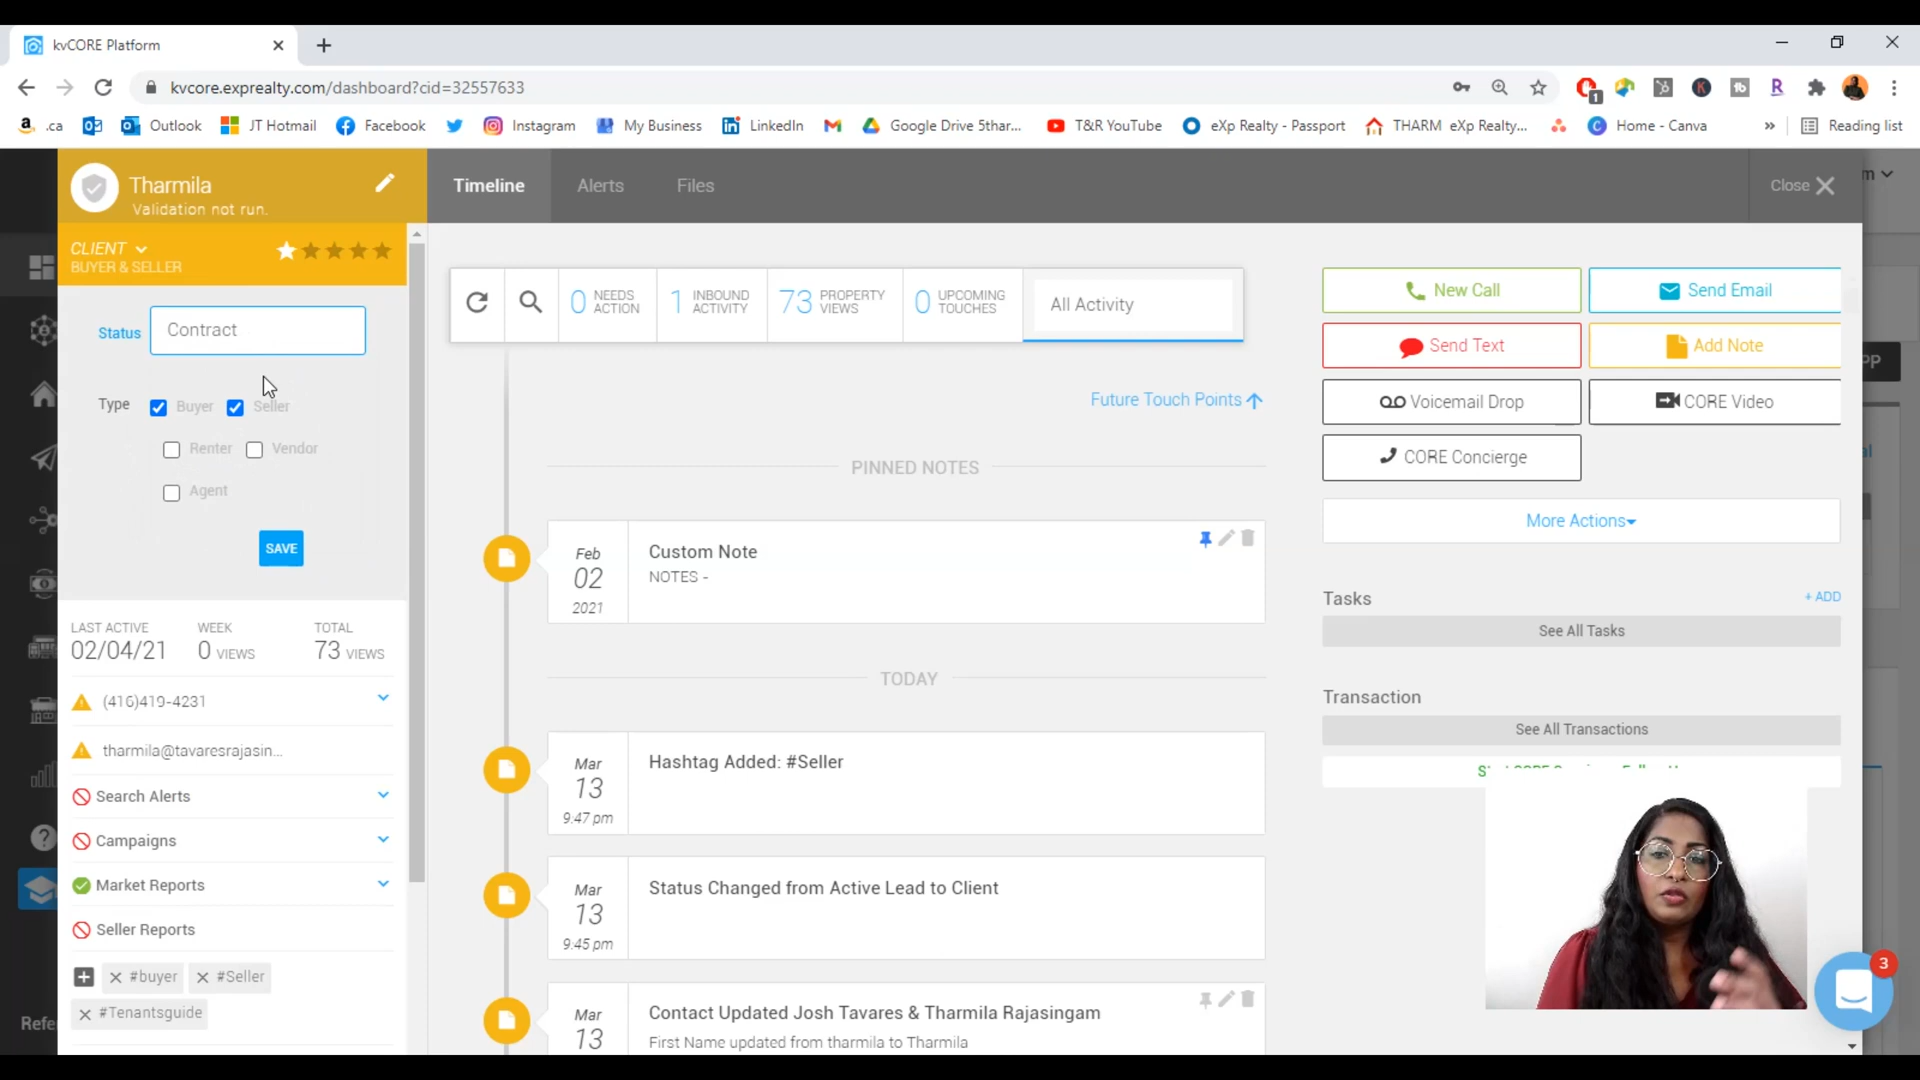 kvCORE Platform
kvcore.exprealty.com/dashboard?cid=32557633
1
.ca
Outlook
JT Hotmail
Facebook
Instagram
My Business
LinkedIn
Google Drive 5thar...
T&R YouTube
eXp Realty - Passport
THARM eXp Realty...
Home - Canva
»
Reading list
Tharmila
Validation not run.
Timeline
Alerts
Files
Close
CLIENT
BUYER & SELLER
Status
Contract
Type
Buyer
Seller
Renter
Vendor
Agent
SAVE
LAST ACTIVE
02/04/21
WEEK
0 VIEWS
TOTAL
73 VIEWS
(416)419-4231
tharmila@tavaresrajasin...
Search Alerts
Campaigns
Market Reports
Seller Reports
#buyer
#Seller
#Tenantsguide
0 NEEDS ACTION
1 INBOUND ACTIVITY
73 PROPERTY VIEWS
0 UPCOMING TOUCHES
All Activity
Future Touch Points
PINNED NOTES
Feb
02
2021
Custom Note
NOTES -
TODAY
Mar
13
9:47 pm
Hashtag Added: #Seller
Mar
13
9:45 pm
Status Changed from Active Lead to Client
Mar
13
Contact Updated Josh Tavares & Tharmila Rajasingam
First Name updated from tharmila to Tharmila
New Call
Send Email
Send Text
Add Note
Voicemail Drop
CORE Video
CORE Concierge
More Actions
Tasks
+ ADD
See All Tasks
Transaction
See All Transactions
3